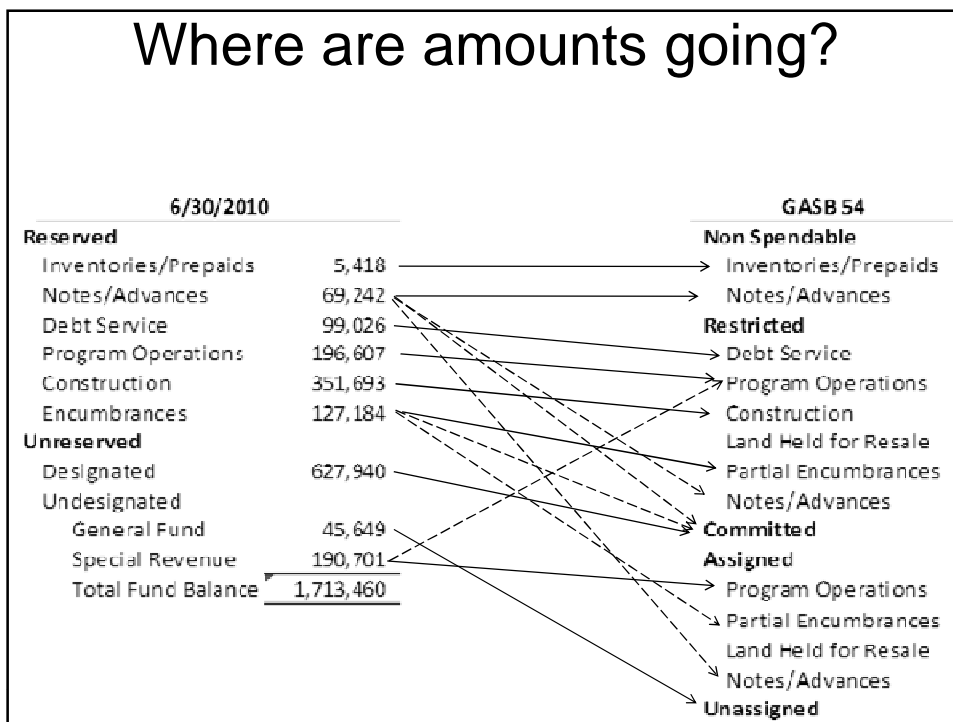 Where are amounts going?
6/30/2010
Reserved
Inventories/Prepaids 5,418
Notes/Advances 69,242
Debt Service 99,026
Program Operations 196,607
Construction 351,693
Encumbrances 127,184
Unreserved
Designated 627,940
Undesignated
General Fund 45,649
Special Revenue 190,701
Total Fund Balance 1,713,460
GASB 54
Non Spendable
Inventories/Prepaids
Notes/Advances
Restricted
Debt Service
Program Operations
Construction
Land Held for Resale
Partial Encumbrances
Notes/Advances
Committed
Assigned
Program Operations
Partial Encumbrances
Land Held for Resale
Notes/Advances
Unassigned